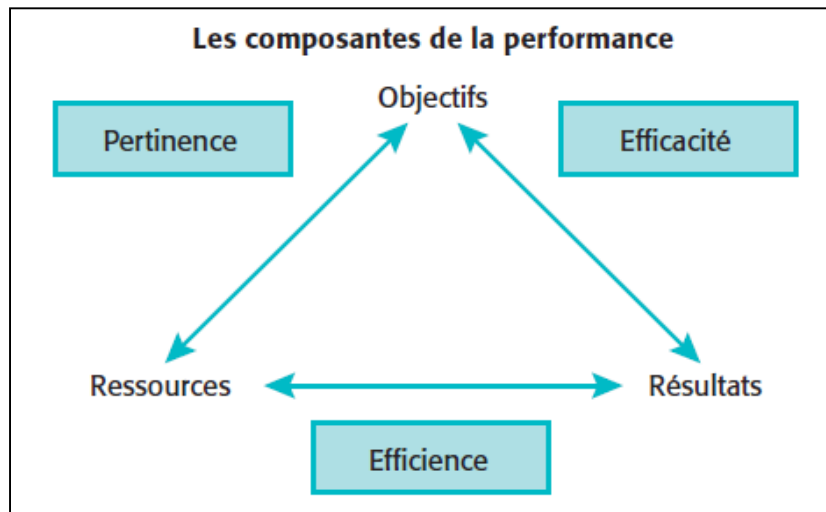 Les composantes de la performance
Objectifs
Pertinence
Efficacité
Ressources
Résultats
Efficience